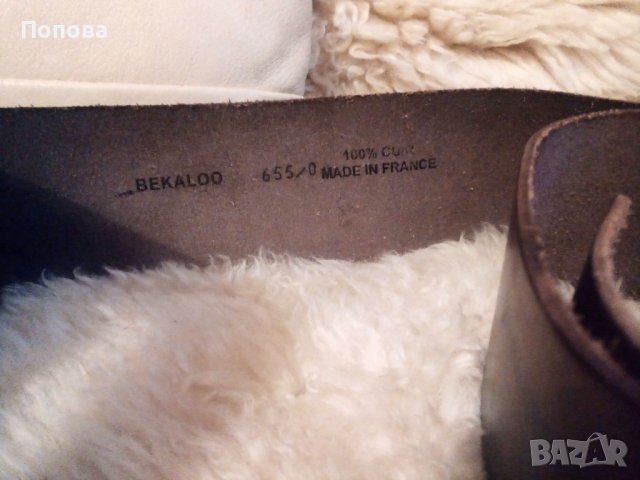 Попова
BEKALOO 655/0 100% CUIR
MADE IN FRANCE
BAZAR